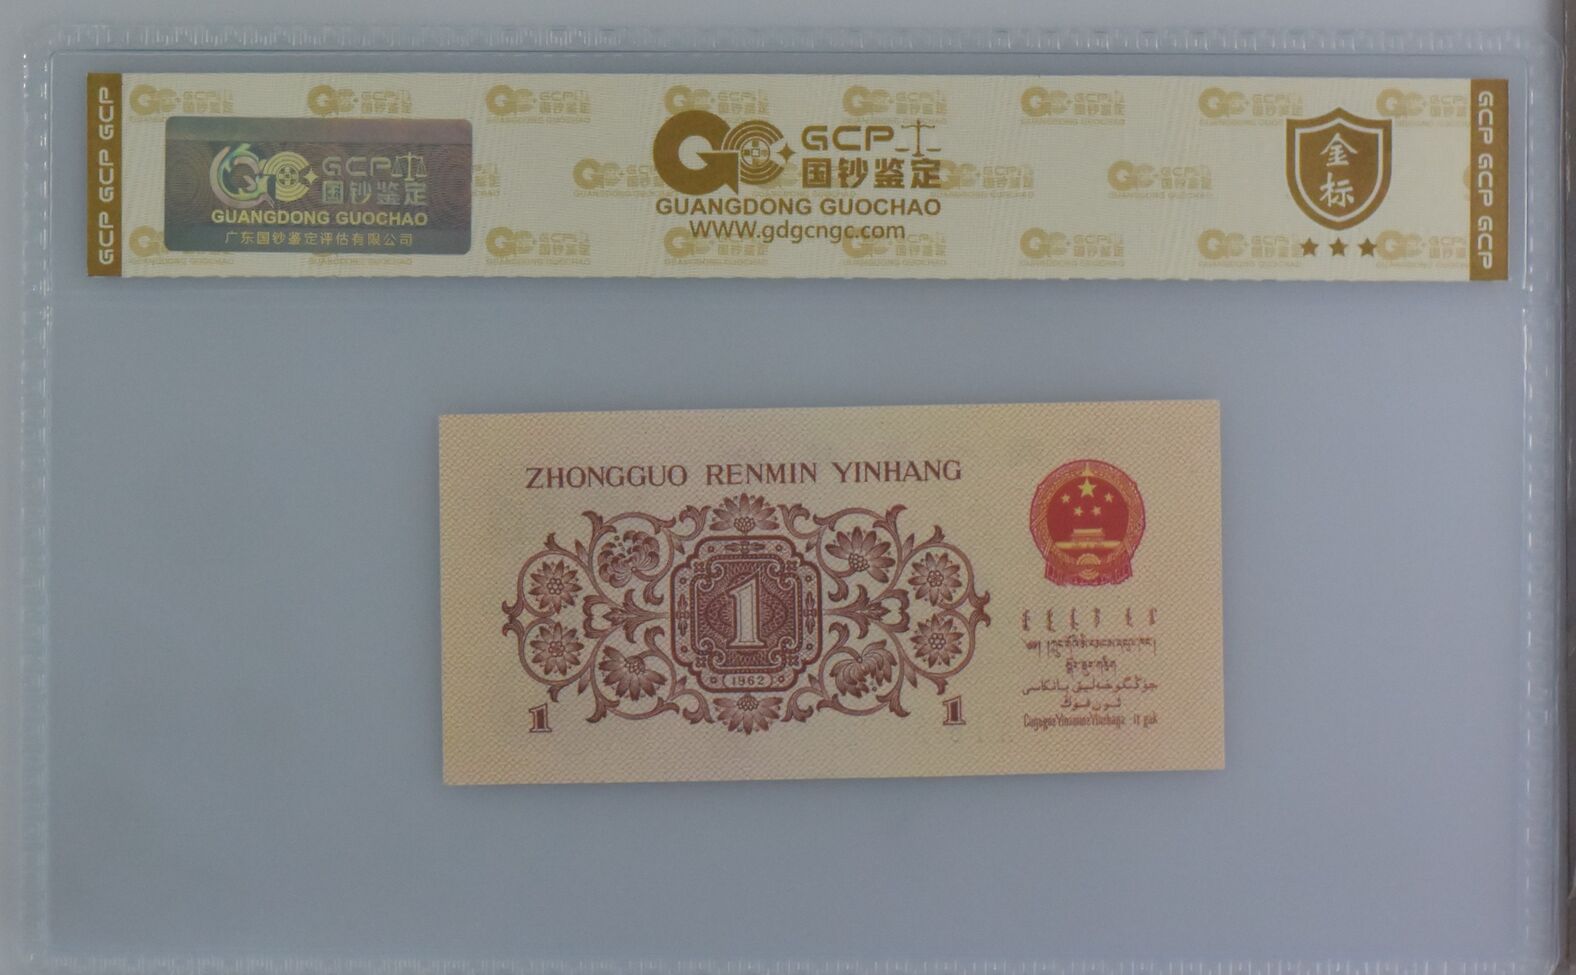 GCP GCP GCP
GCP
国钞鉴定
GUANGDONG GUOCHAO
广东国钞鉴定评估有限公司
GCP
国钞鉴定
GUANGDONG GUOCHAO
WWW.gdgcngc.com
金
标
GCP GCP GCP
ZHONGGUO RENMIN YINHANG
1
(1962)
1
1